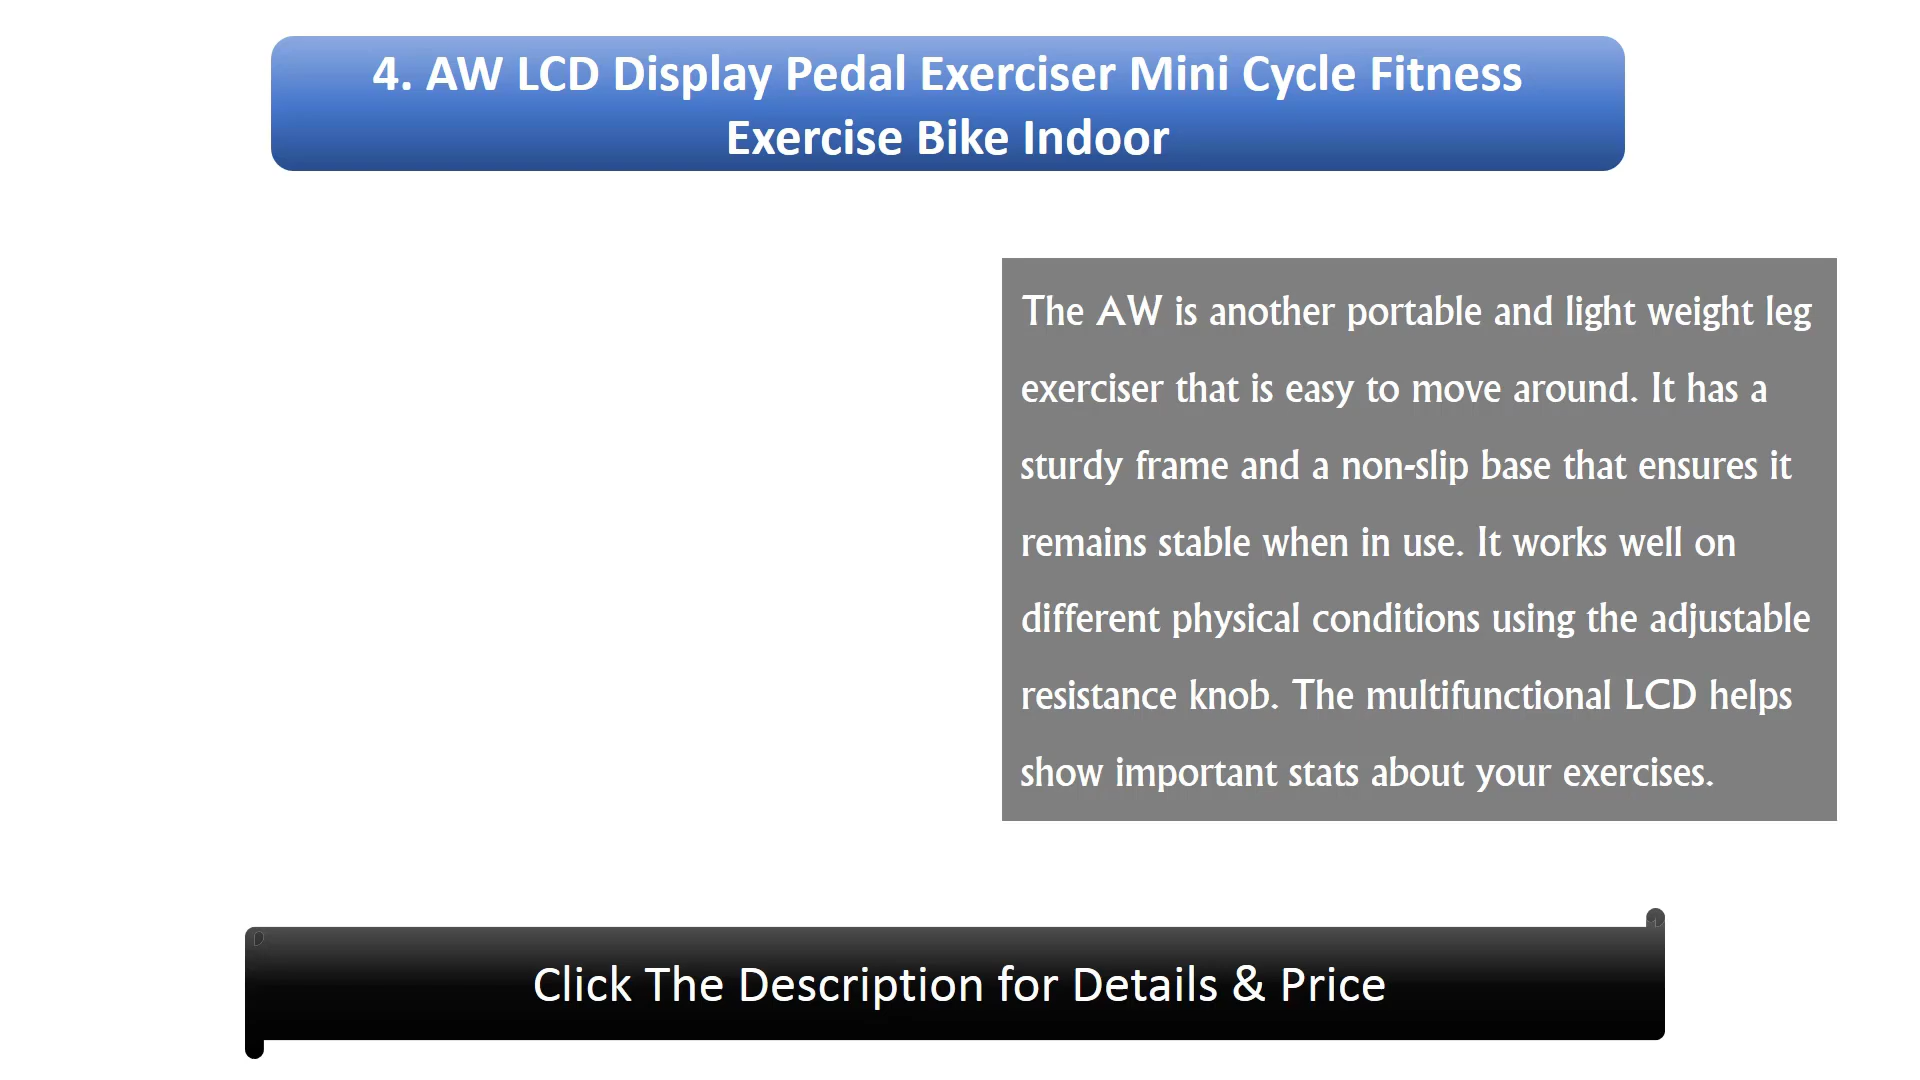 4. AW LCD Display Pedal Exerciser Mini Cycle Fitness
Exercise Bike Indoor
The AW is another portable and light weight leg
exerciser that is easy to move around. It has a
sturdy frame and a non-slip base that ensures it
remains stable when in use. It works well on
different physical conditions using the adjustable
resistance knob. The multifunctional LCD helps
show important stats about your exercises.
Click The Description for Details & Price